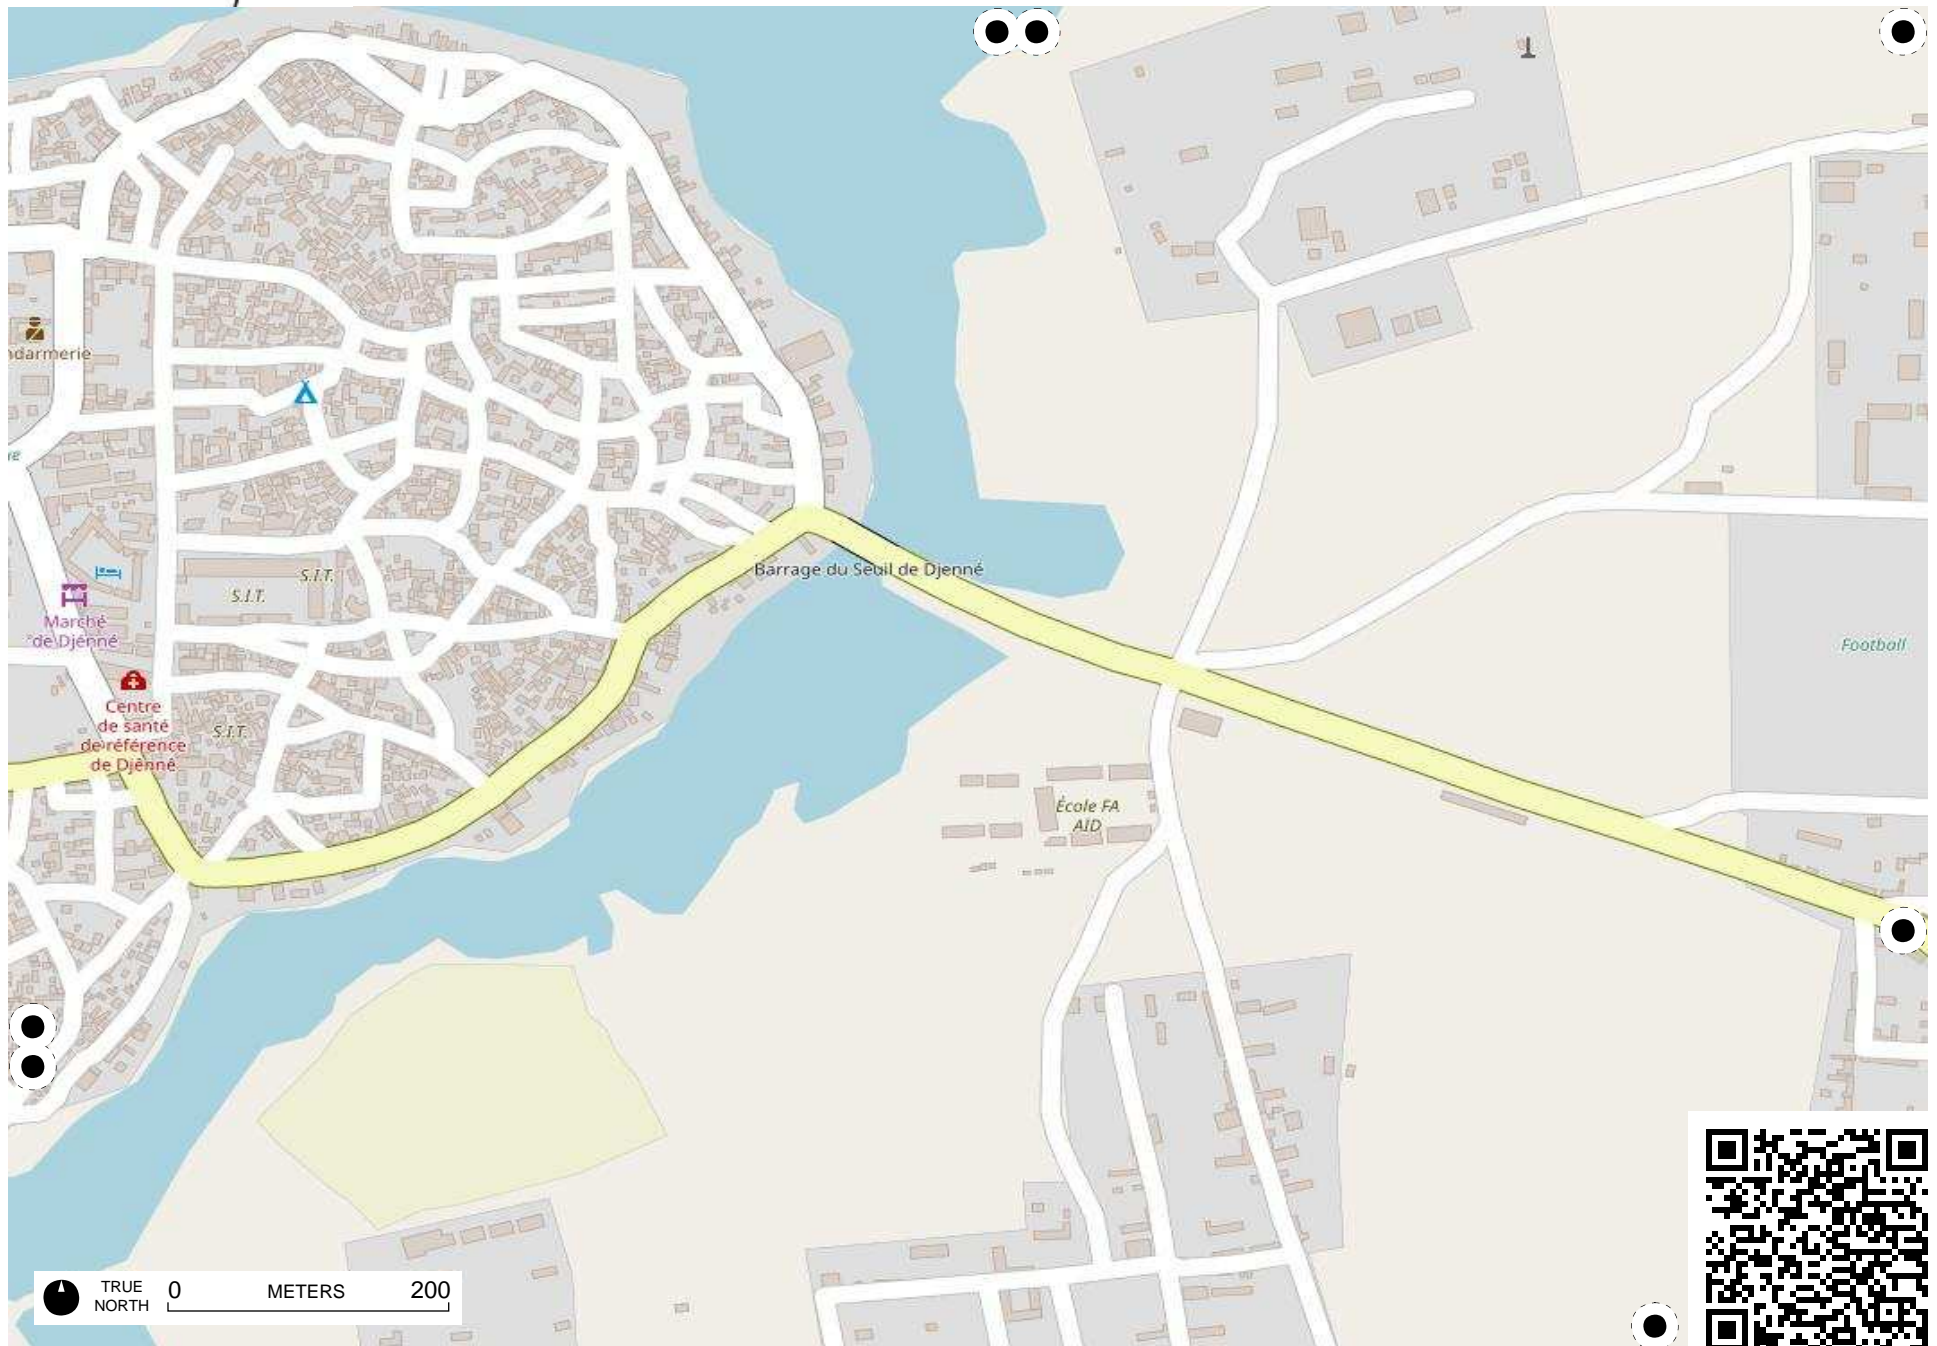 ndarmerie
S.I.T.
S.I.T.
Barrage du Seuil de Djenné
Marché
de Djenné
Football
Centre
de santé
de référence
de Djénné
S.I.T.
École FA
AID
TRUE
NORTH
0 METERS 200